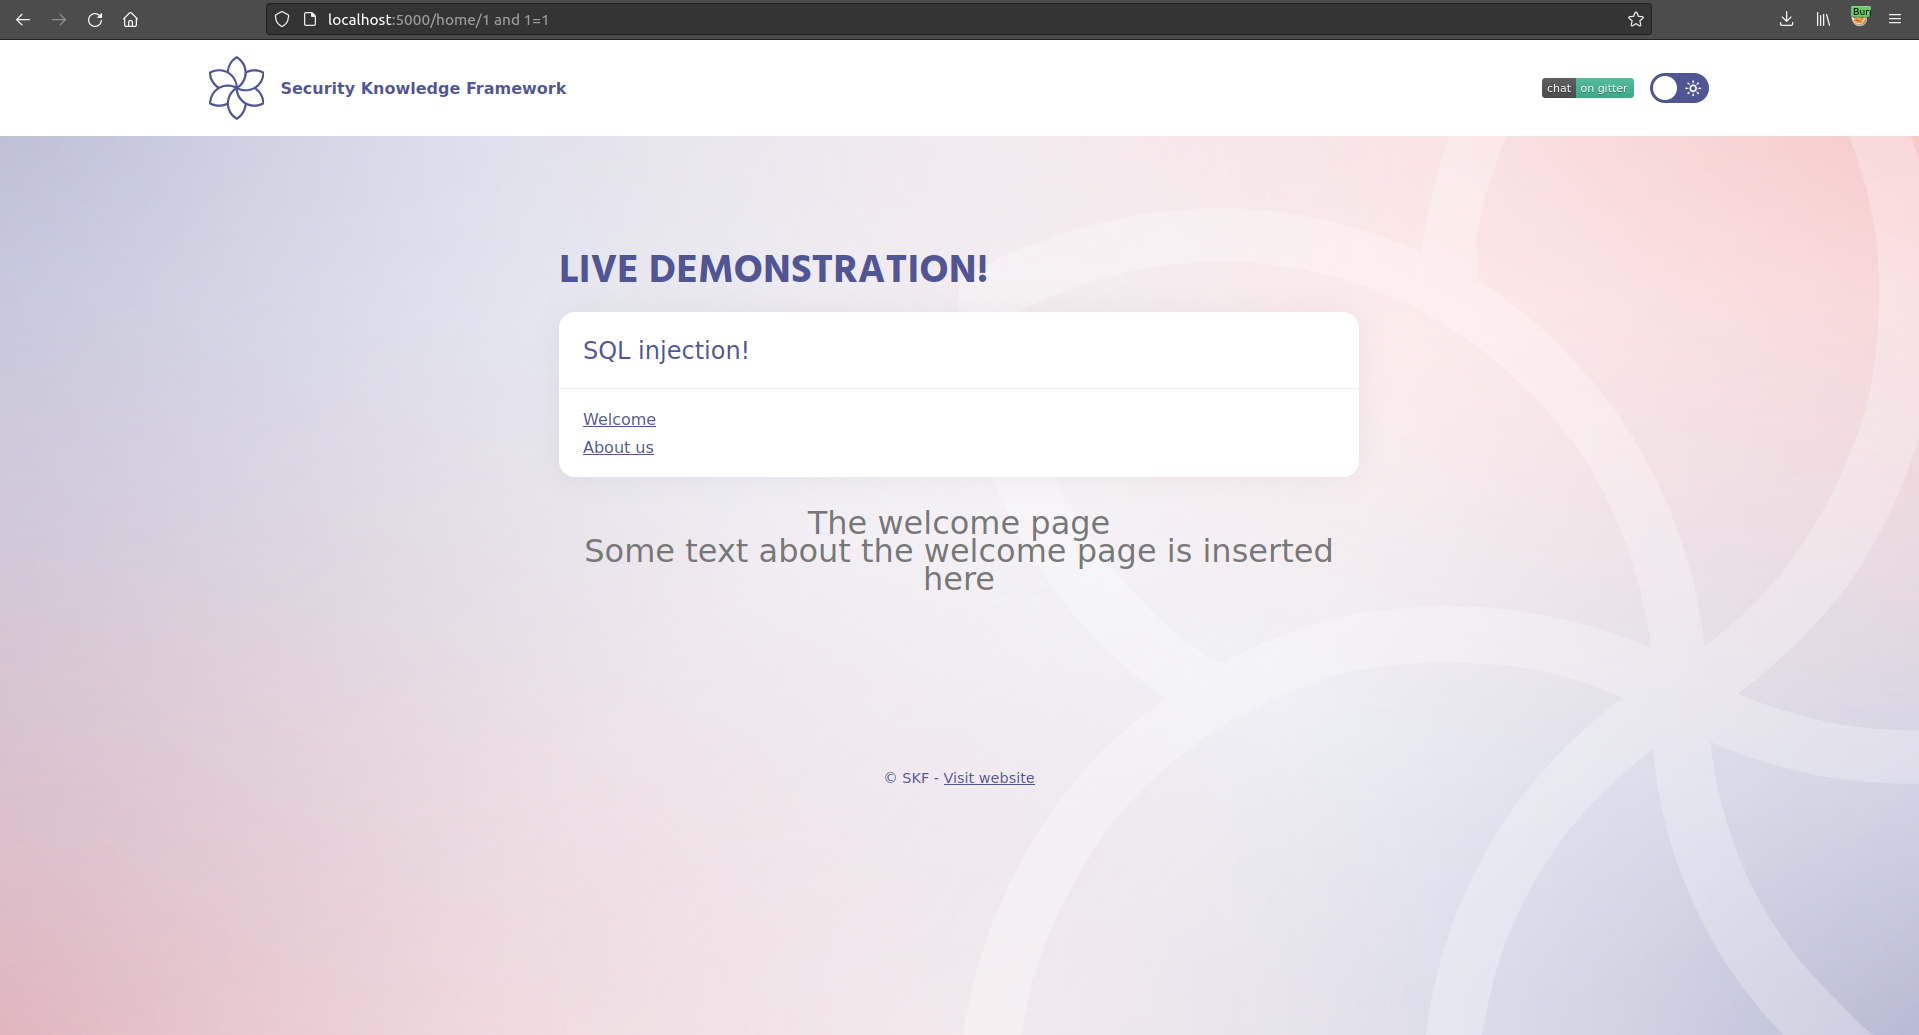 localhost:5000/home/1 and 1=1
Bur
Security Knowledge Framework
chat on gitter
LIVE DEMONSTRATION!
SQL injection!
Welcome
About us
The welcome page
Some text about the welcome page is inserted
here
© SKF - Visit website